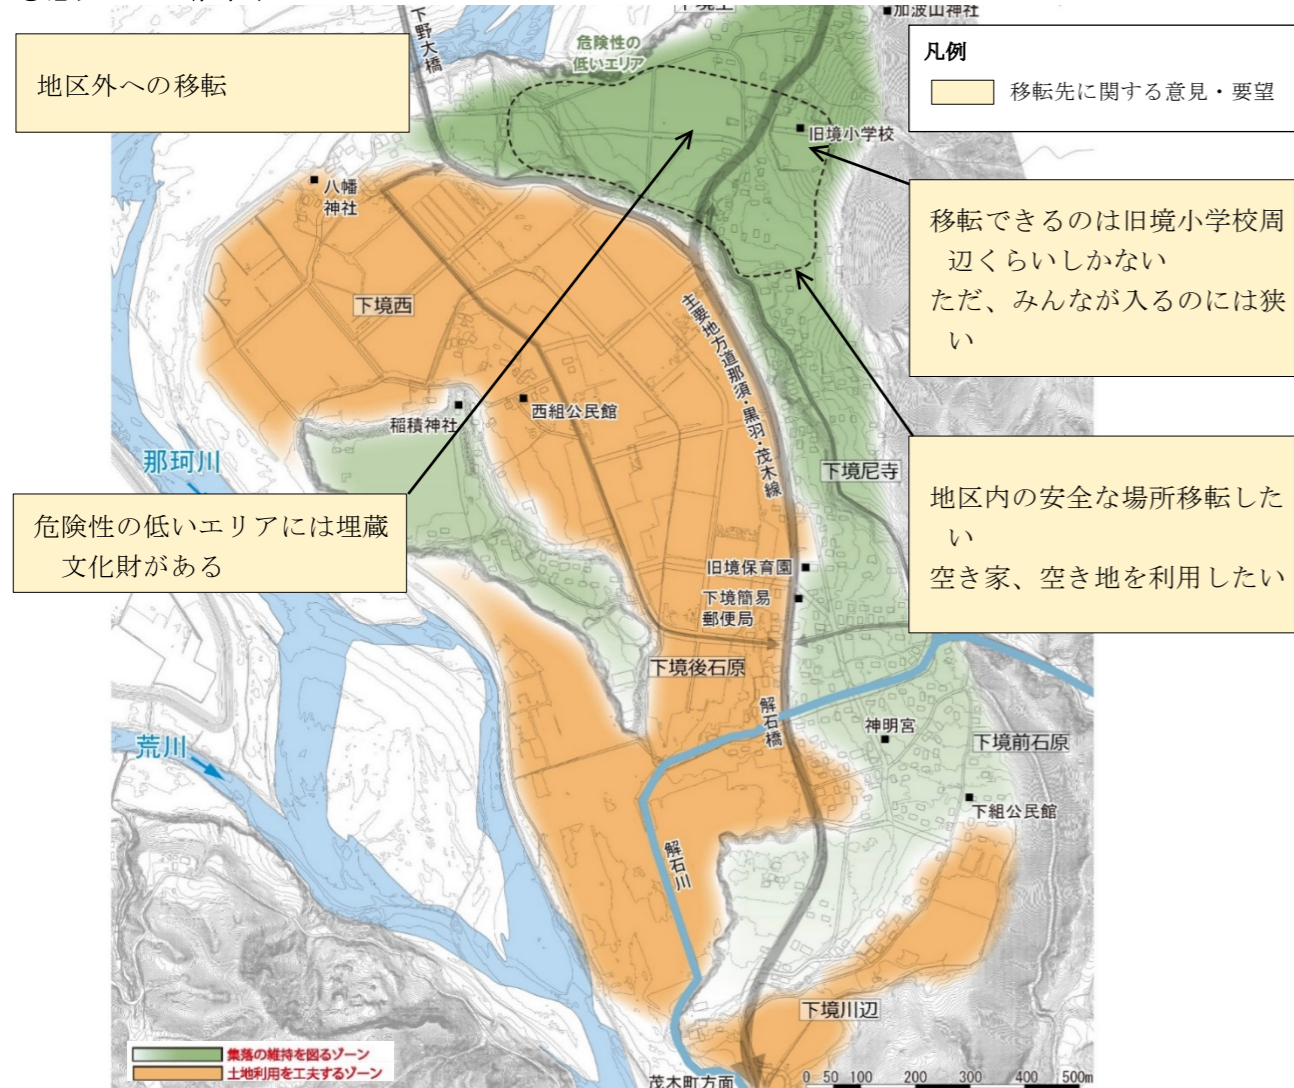 下野大橋
加波山神社
地区外への移転
危険性の
低いエリア
凡例
移転先に関する意見・要望
旧境小学校
八幡
神社
移転できるのは旧境小学校周
辺くらいしかない
ただ、みんなが入るのには狭
い
下境西
主要地方道那須・黒羽・茂木線
稲積神社
西組公民館
那珂川
下境尼寺
地区内の安全な場所移転した
い
空き家、空き地を利用したい
危険性の低いエリアには埋蔵
文化財がある
旧境保育園
下境簡易
郵便局
下境後石原
解石橋
神明宮
下境前石原
荒川
下組公民館
解石川
下境川辺
集落の維持を図るゾーン
土地利用を工夫するゾーン
茂木町方面
0 50 100 200 300 400 500m